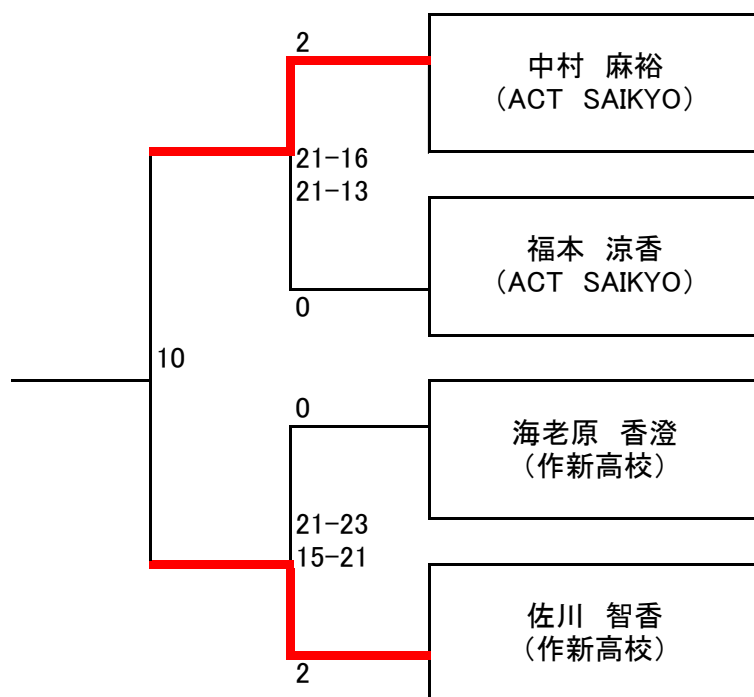 2
中村　麻裕
（ACT　SAIKYO）
21-16
21-13
福本　涼香
（ACT　SAIKYO）
0
10
0
海老原　香澄
（作新高校）
21-23
15-21
佐川　智香
（作新高校）
2